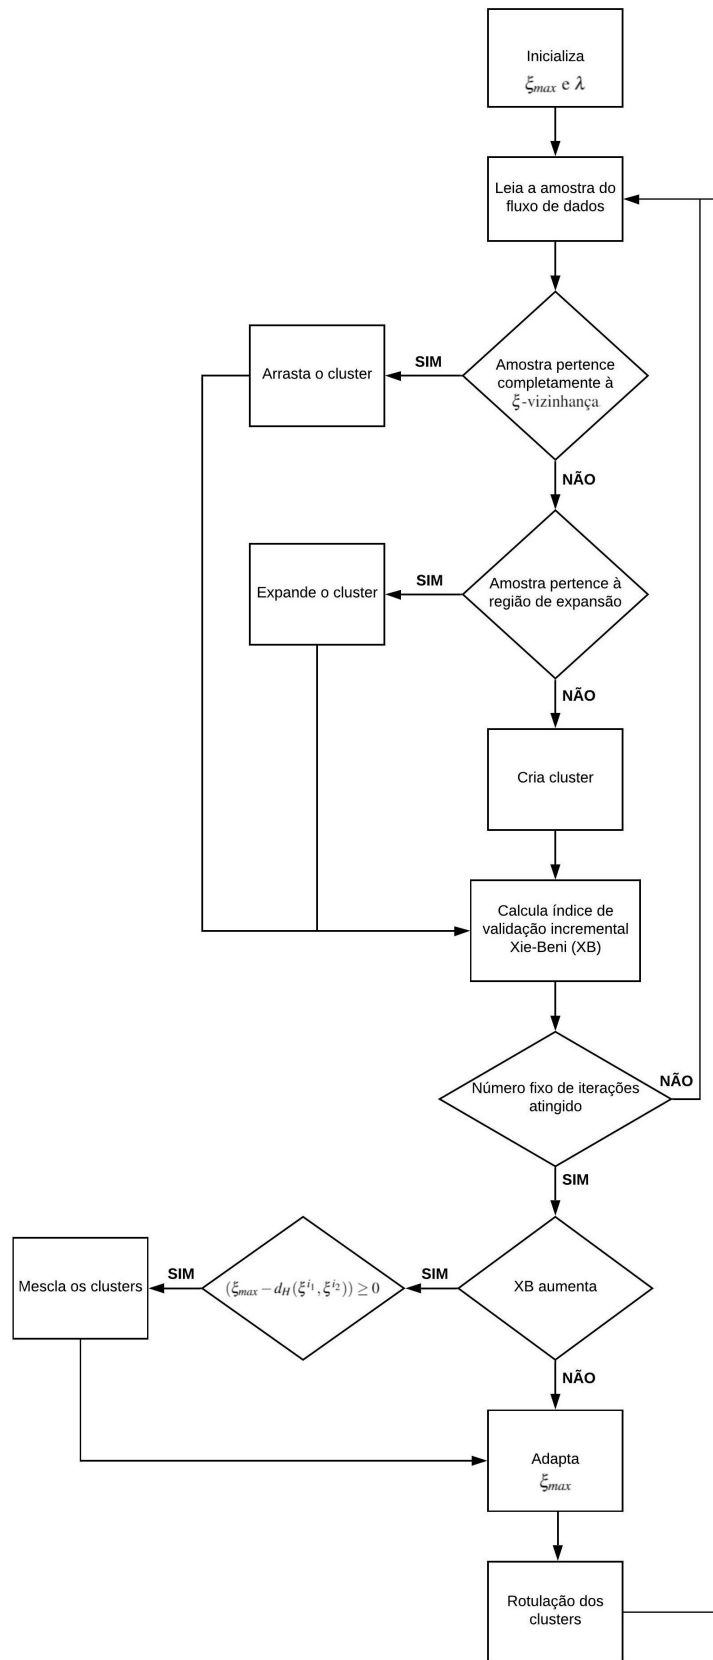 Inicializa
ξmax e λ
Leia a amostra do
fluxo de dados
SIM
Arrasta o cluster
Amostra pertence
completamente à
ξ-vizinhança
NÃO
SIM
Expande o cluster
Amostra pertence à
região de expansão
NÃO
Cria cluster
Calcula índice de
validação incremental
Xie-Beni (XB)
Número fixo de iterações
atingido
NÃO
SIM
Mescla os clusters
SIM
(ξmax − dH(ξ^i1, ξ^i2)) ≥ 0
SIM
XB aumenta
NÃO
Adapta
ξmax
Rotulação dos
clusters